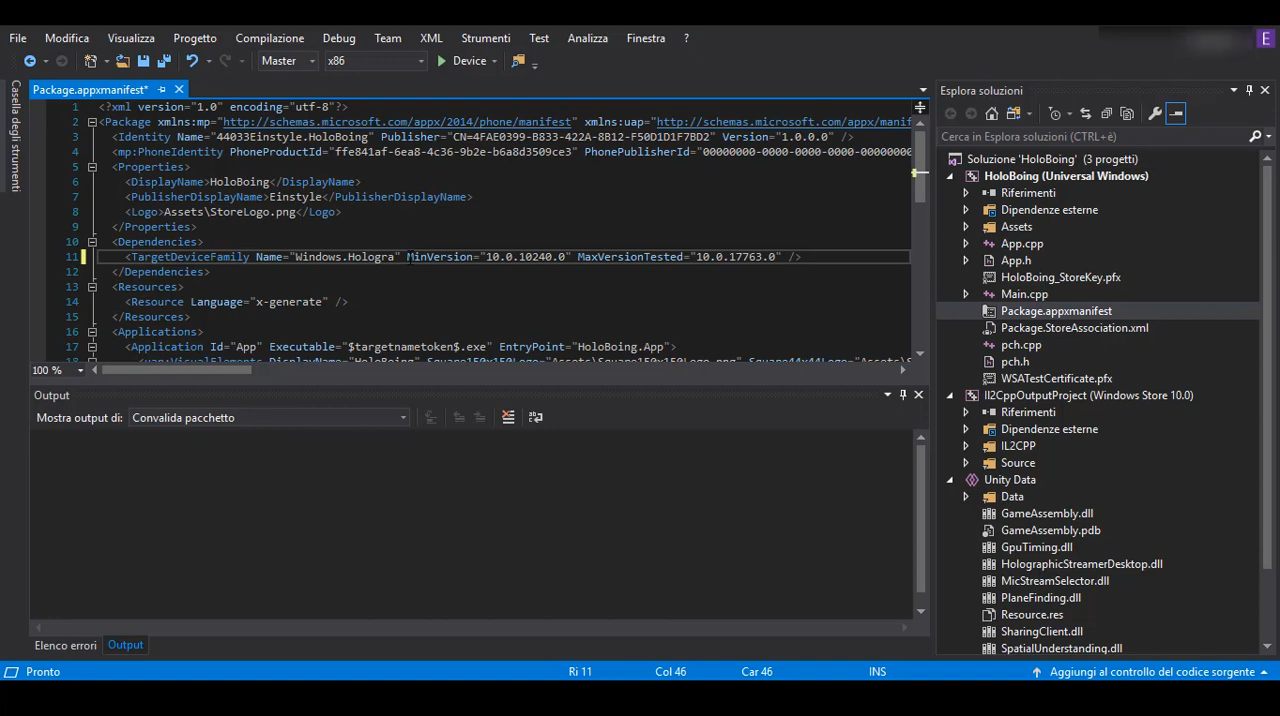 File Modifica Visualizza Progetto Compilazione Debug Team XML Strumenti Test Analizza Finestra ? E
Master x86 Device
Casella degli strumenti
Package.appxmanifest*
1 <?xml version="1.0" encoding="utf-8"?>
2 <Package xmlns:mp="http://schemas.microsoft.com/appx/2014/phone/manifest" xmlns:uap="http://schemas.microsoft.com/appx/manif
3 <Identity Name="44033Einstyle.HoloBoing" Publisher="CN=4FAE0399-B833-422A-8B12-F50D1D1F7BD2" Version="1.0.0.0" />
4 <mp:PhoneIdentity PhoneProductId="ffe841af-6ea8-4c36-9b2e-b6a8d3509ce3" PhonePublisherId="00000000-0000-0000-0000-00000000
5 <Properties>
6 <DisplayName>HoloBoing</DisplayName>
7 <PublisherDisplayName>Einstyle</PublisherDisplayName>
8 <Logo>Assets\StoreLogo.png</Logo>
9 </Properties>
10 <Dependencies>
11 <TargetDeviceFamily Name="Windows.Hologra" MinVersion="10.0.10240.0" MaxVersionTested="10.0.17763.0" />
12 </Dependencies>
13 <Resources>
14 <Resource Language="x-generate" />
15 </Resources>
16 <Applications>
17 <Application Id="App" Executable="$targetnametoken$.exe" EntryPoint="HoloBoing.App">
18 <uap:VisualElements DisplayName="HoloBoing" Square150x150Logo="Assets\Square150x150Logo.png" Square44x44Logo="Assets\S
100 %
Output
Mostra output di: Convalida pacchetto
Elenco errori Output
Esplora soluzioni
Cerca in Esplora soluzioni (CTRL+è)
Soluzione 'HoloBoing' (3 progetti)
HoloBoing (Universal Windows)
Riferimenti
Dipendenze esterne
Assets
App.cpp
App.h
HoloBoing_StoreKey.pfx
Main.cpp
Package.appxmanifest
Package.StoreAssociation.xml
pch.cpp
pch.h
WSATestCertificate.pfx
Il2CppOutputProject (Windows Store 10.0)
Riferimenti
Dipendenze esterne
IL2CPP
Source
Unity Data
Data
GameAssembly.dll
GameAssembly.pdb
GpuTiming.dll
HolographicStreamerDesktop.dll
MicStreamSelector.dll
PlaneFinding.dll
Resource.res
SharingClient.dll
SpatialUnderstanding.dll
Pronto Ri 11 Col 46 Car 46 INS Aggiungi al controllo del codice sorgente